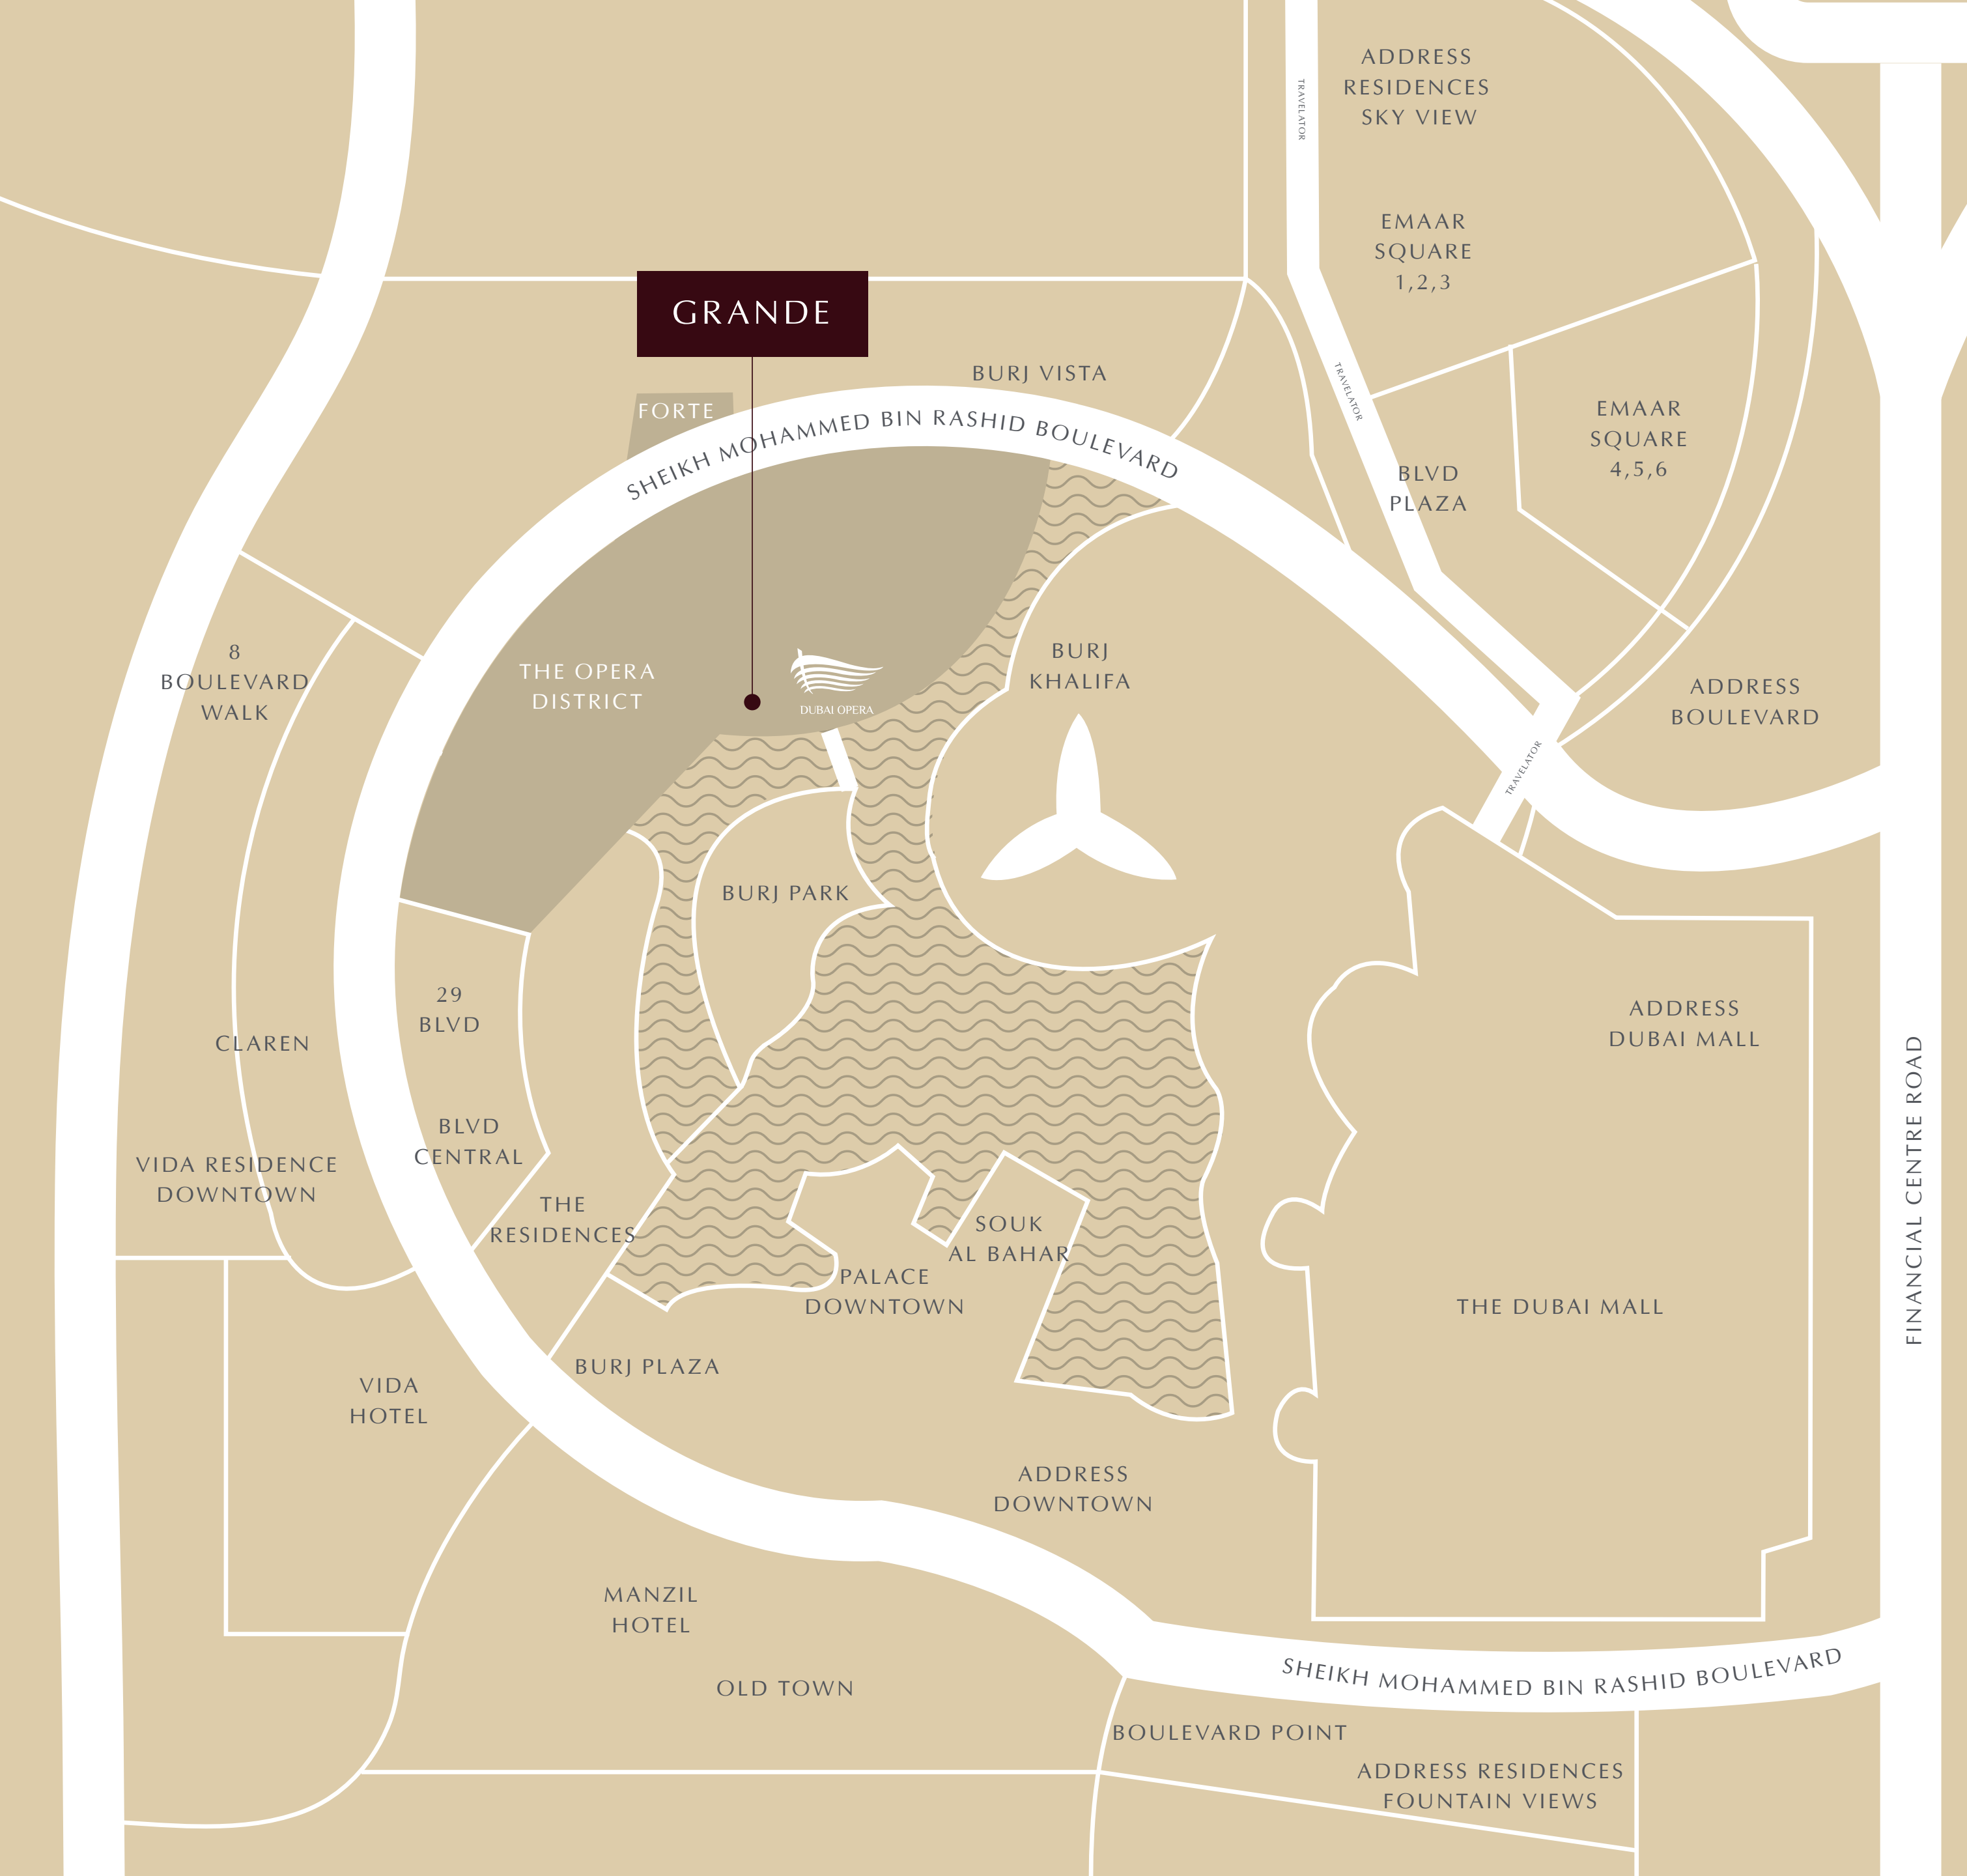 ADDRESS
RESIDENCES
SKY VIEW
TRAVELATOR
EMAAR
SQUARE
1,2,3
GRANDE
BURJ VISTA
TRAVELATOR
FORTE
SHEIKH MOHAMMED BIN RASHID BOULEVARD
EMAAR
SQUARE
4,5,6
BLVD
PLAZA
8
BOULEVARD
WALK
THE OPERA
DISTRICT
DUBAI OPERA
BURJ
KHALIFA
ADDRESS
BOULEVARD
TRAVELATOR
BURJ PARK
29
BLVD
ADDRESS
DUBAI MALL
CLAREN
FINANCIAL CENTRE ROAD
BLVD
CENTRAL
VIDA RESIDENCE
DOWNTOWN
THE
RESIDENCES
SOUK
AL BAHAR
PALACE
DOWNTOWN
THE DUBAI MALL
BURJ PLAZA
VIDA
HOTEL
ADDRESS
DOWNTOWN
MANZIL
HOTEL
OLD TOWN
SHEIKH MOHAMMED BIN RASHID BOULEVARD
BOULEVARD POINT
ADDRESS RESIDENCES
FOUNTAIN VIEWS